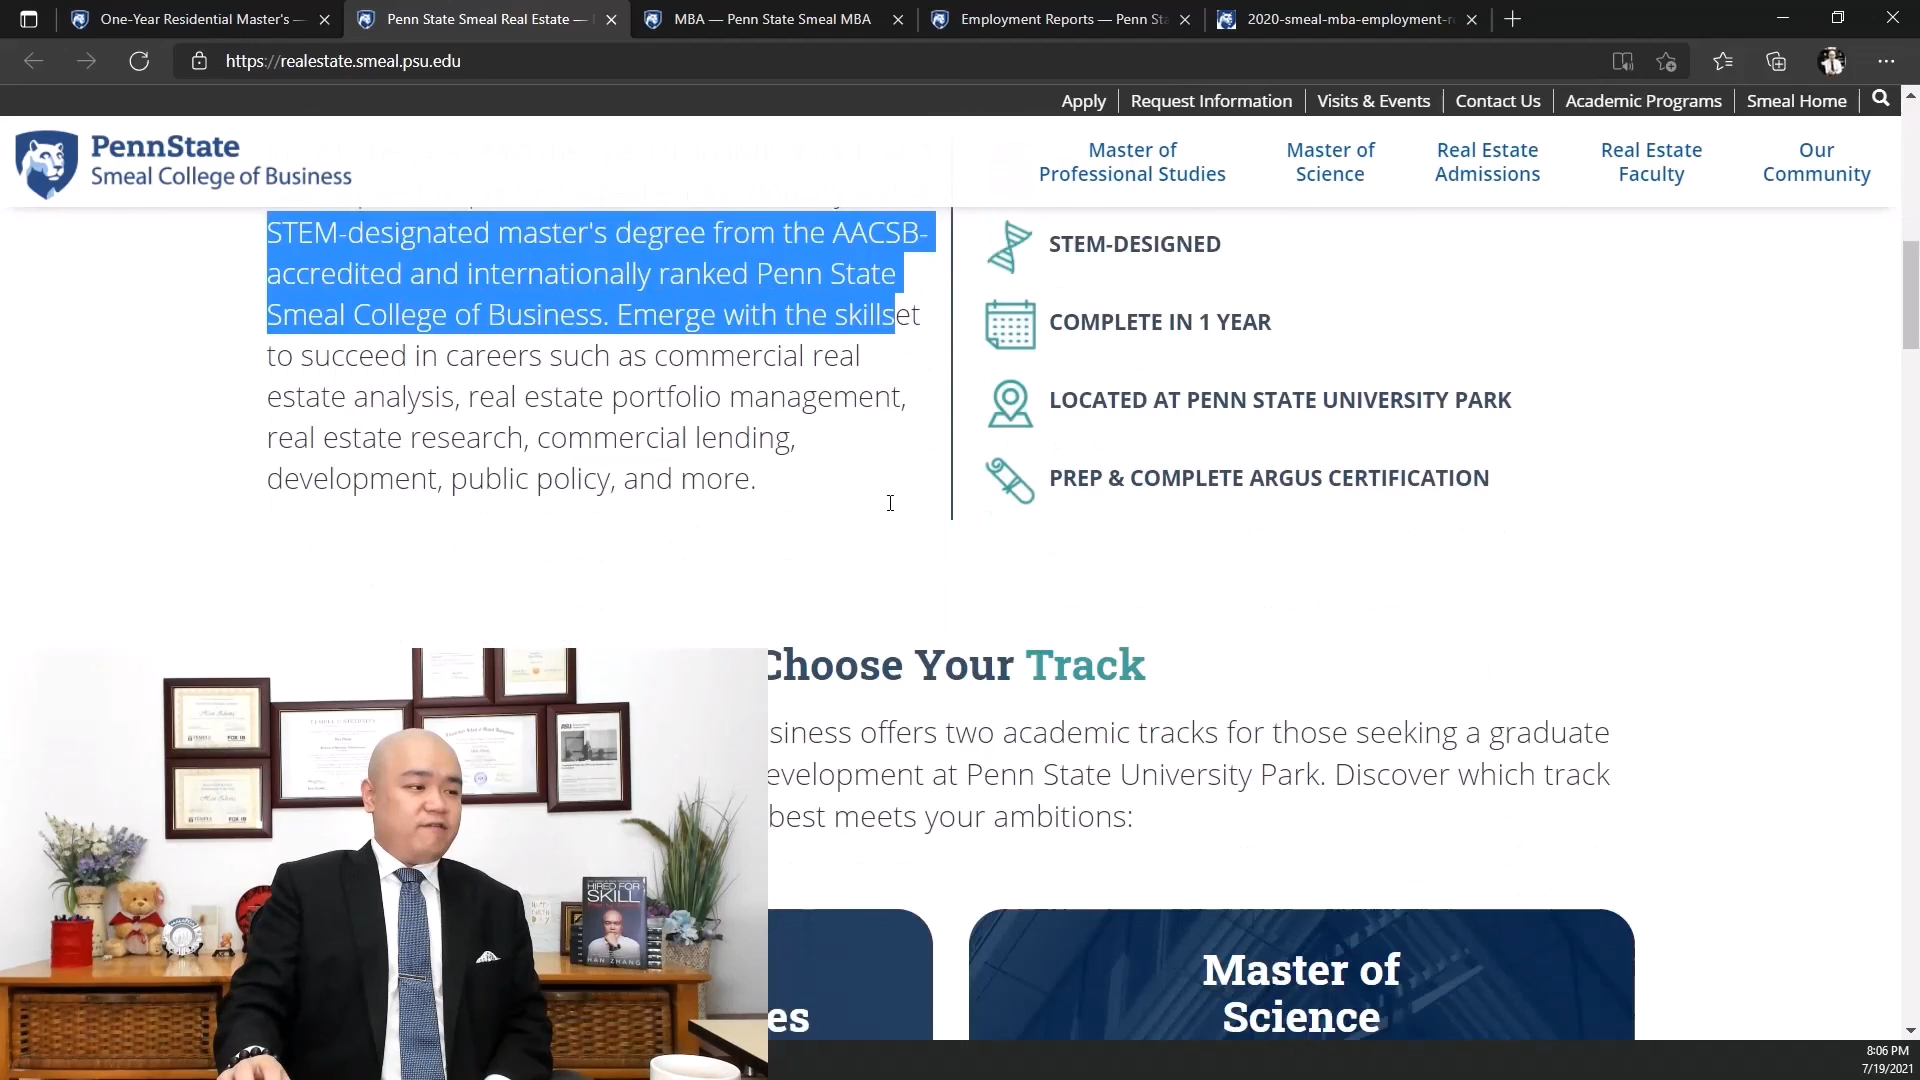 One-Year Residential Master's —
Penn State Smeal Real Estate —
MBA — Penn State Smeal MBA
Employment Reports — Penn Sta
2020-smeal-mba-employment-r
https://realestate.smeal.psu.edu
Apply
Request Information
Visits & Events
Contact Us
Academic Programs
Smeal Home
PennState
Smeal College of Business
Master of
Professional Studies
Master of
Science
Real Estate
Admissions
Real Estate
Faculty
Our
Community
STEM-designated master's degree from the AACSB-
accredited and internationally ranked Penn State
Smeal College of Business. Emerge with the skillset
to succeed in careers such as commercial real
estate analysis, real estate portfolio management,
real estate research, commercial lending,
development, public policy, and more.
STEM-DESIGNED
COMPLETE IN 1 YEAR
LOCATED AT PENN STATE UNIVERSITY PARK
PREP & COMPLETE ARGUS CERTIFICATION
Choose Your Track
siness offers two academic tracks for those seeking a graduate
evelopment at Penn State University Park. Discover which track
best meets your ambitions:
es
Master of
Science
HIRED FOR
SKILL
HAN ZHANG
TEMPLE UNIVERSITY
FOX
8:06 PM
7/19/2021